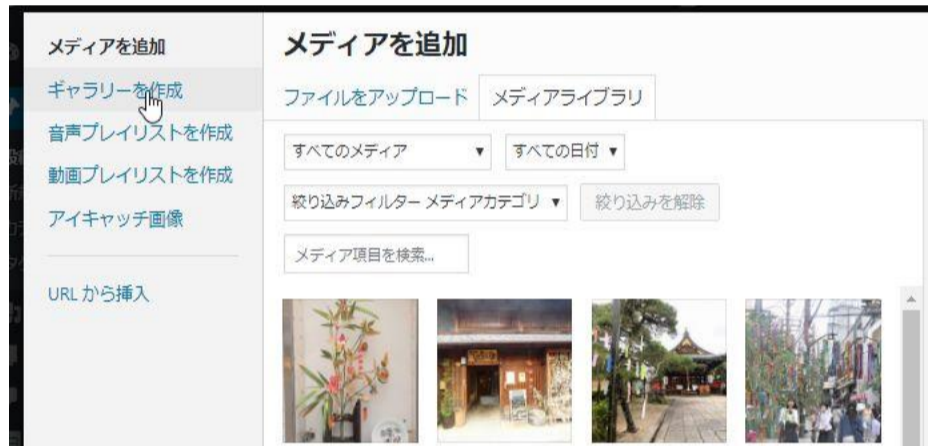 メディアを追加
ギャラリーを作成
音声プレイリストを作成
動画プレイリストを作成
アイキャッチ画像
URL から挿入
メディアを追加
ファイルをアップロード
メディアライブラリ
すべてのメディア
すべての日付
絞り込みフィルター メディアカテゴリ
絞り込みを解除
メディア項目を検索...